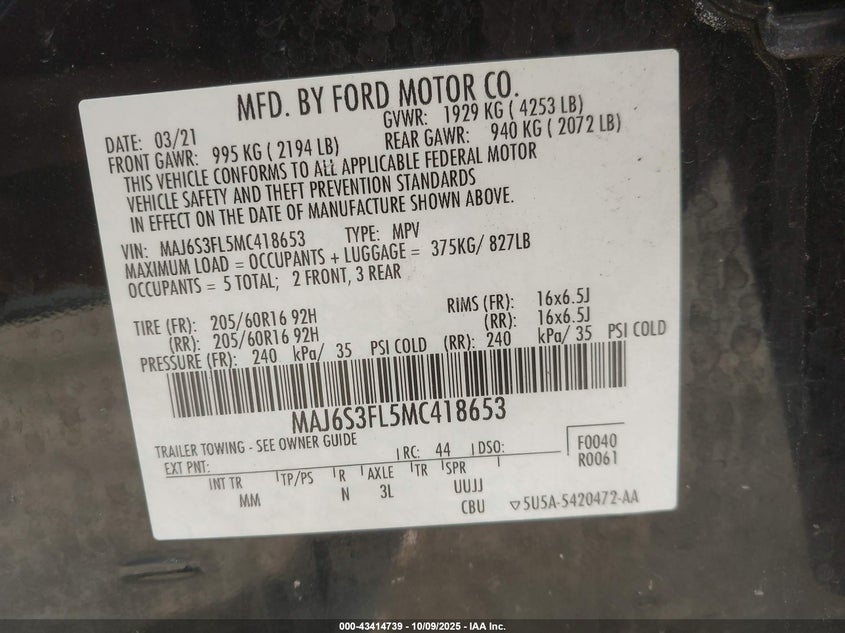 MFD. BY FORD MOTOR CO.
DATE: 03/21 GVWR: 1929 KG ( 4253 LB)
FRONT GAWR: 995 KG ( 2194 LB) REAR GAWR: 940 KG ( 2072 LB)
THIS VEHICLE CONFORMS TO ALL APPLICABLE FEDERAL MOTOR
VEHICLE SAFETY AND THEFT PREVENTION STANDARDS
IN EFFECT ON THE DATE OF MANUFACTURE SHOWN ABOVE.
VIN: MAJ6S3FL5MC418653 TYPE: MPV
MAXIMUM LOAD = OCCUPANTS + LUGGAGE = 375KG/ 827LB
OCCUPANTS = 5 TOTAL; 2 FRONT, 3 REAR
TIRE (FR): 205/60R16 92H RIMS (FR): 16x6.5J
(RR): 205/60R16 92H (RR): 16x6.5J
PRESSURE (FR): 240 kPa/ 35 PSI COLD (RR): 240 kPa/ 35 PSI COLD
MAJ6S3FL5MC418653
TRAILER TOWING - SEE OWNER GUIDE
EXT PNT: RC: 44 DSO: F0040
R0061
INT TR TP/PS R AXLE TR SPR
MM N 3L UUJJ
CBU ▽5U5A-5420472-AA
000-43414739 - 10/09/2025 - IAA Inc.